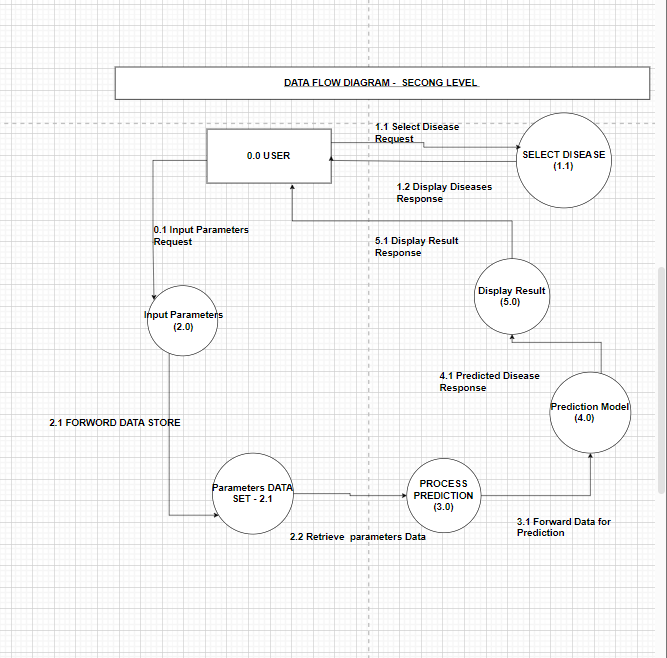 DATA FLOW DIAGRAM - SECONG LEVEL
1.1 Select Disease
Request
0.0 USER
SELECT DISEASE
(1.1)
1.2 Display Diseases
Response
0.1 Input Parameters
Request
5.1 Display Result
Response
Display Result
(5.0)
Input Parameters
(2.0)
4.1 Predicted Disease
Response
Prediction Model
(4.0)
2.1 FORWORD DATA STORE
Parameters DATA
SET - 2.1
PROCESS
PREDICTION
(3.0)
3.1 Forward Data for
Prediction
2.2 Retrieve parameters Data